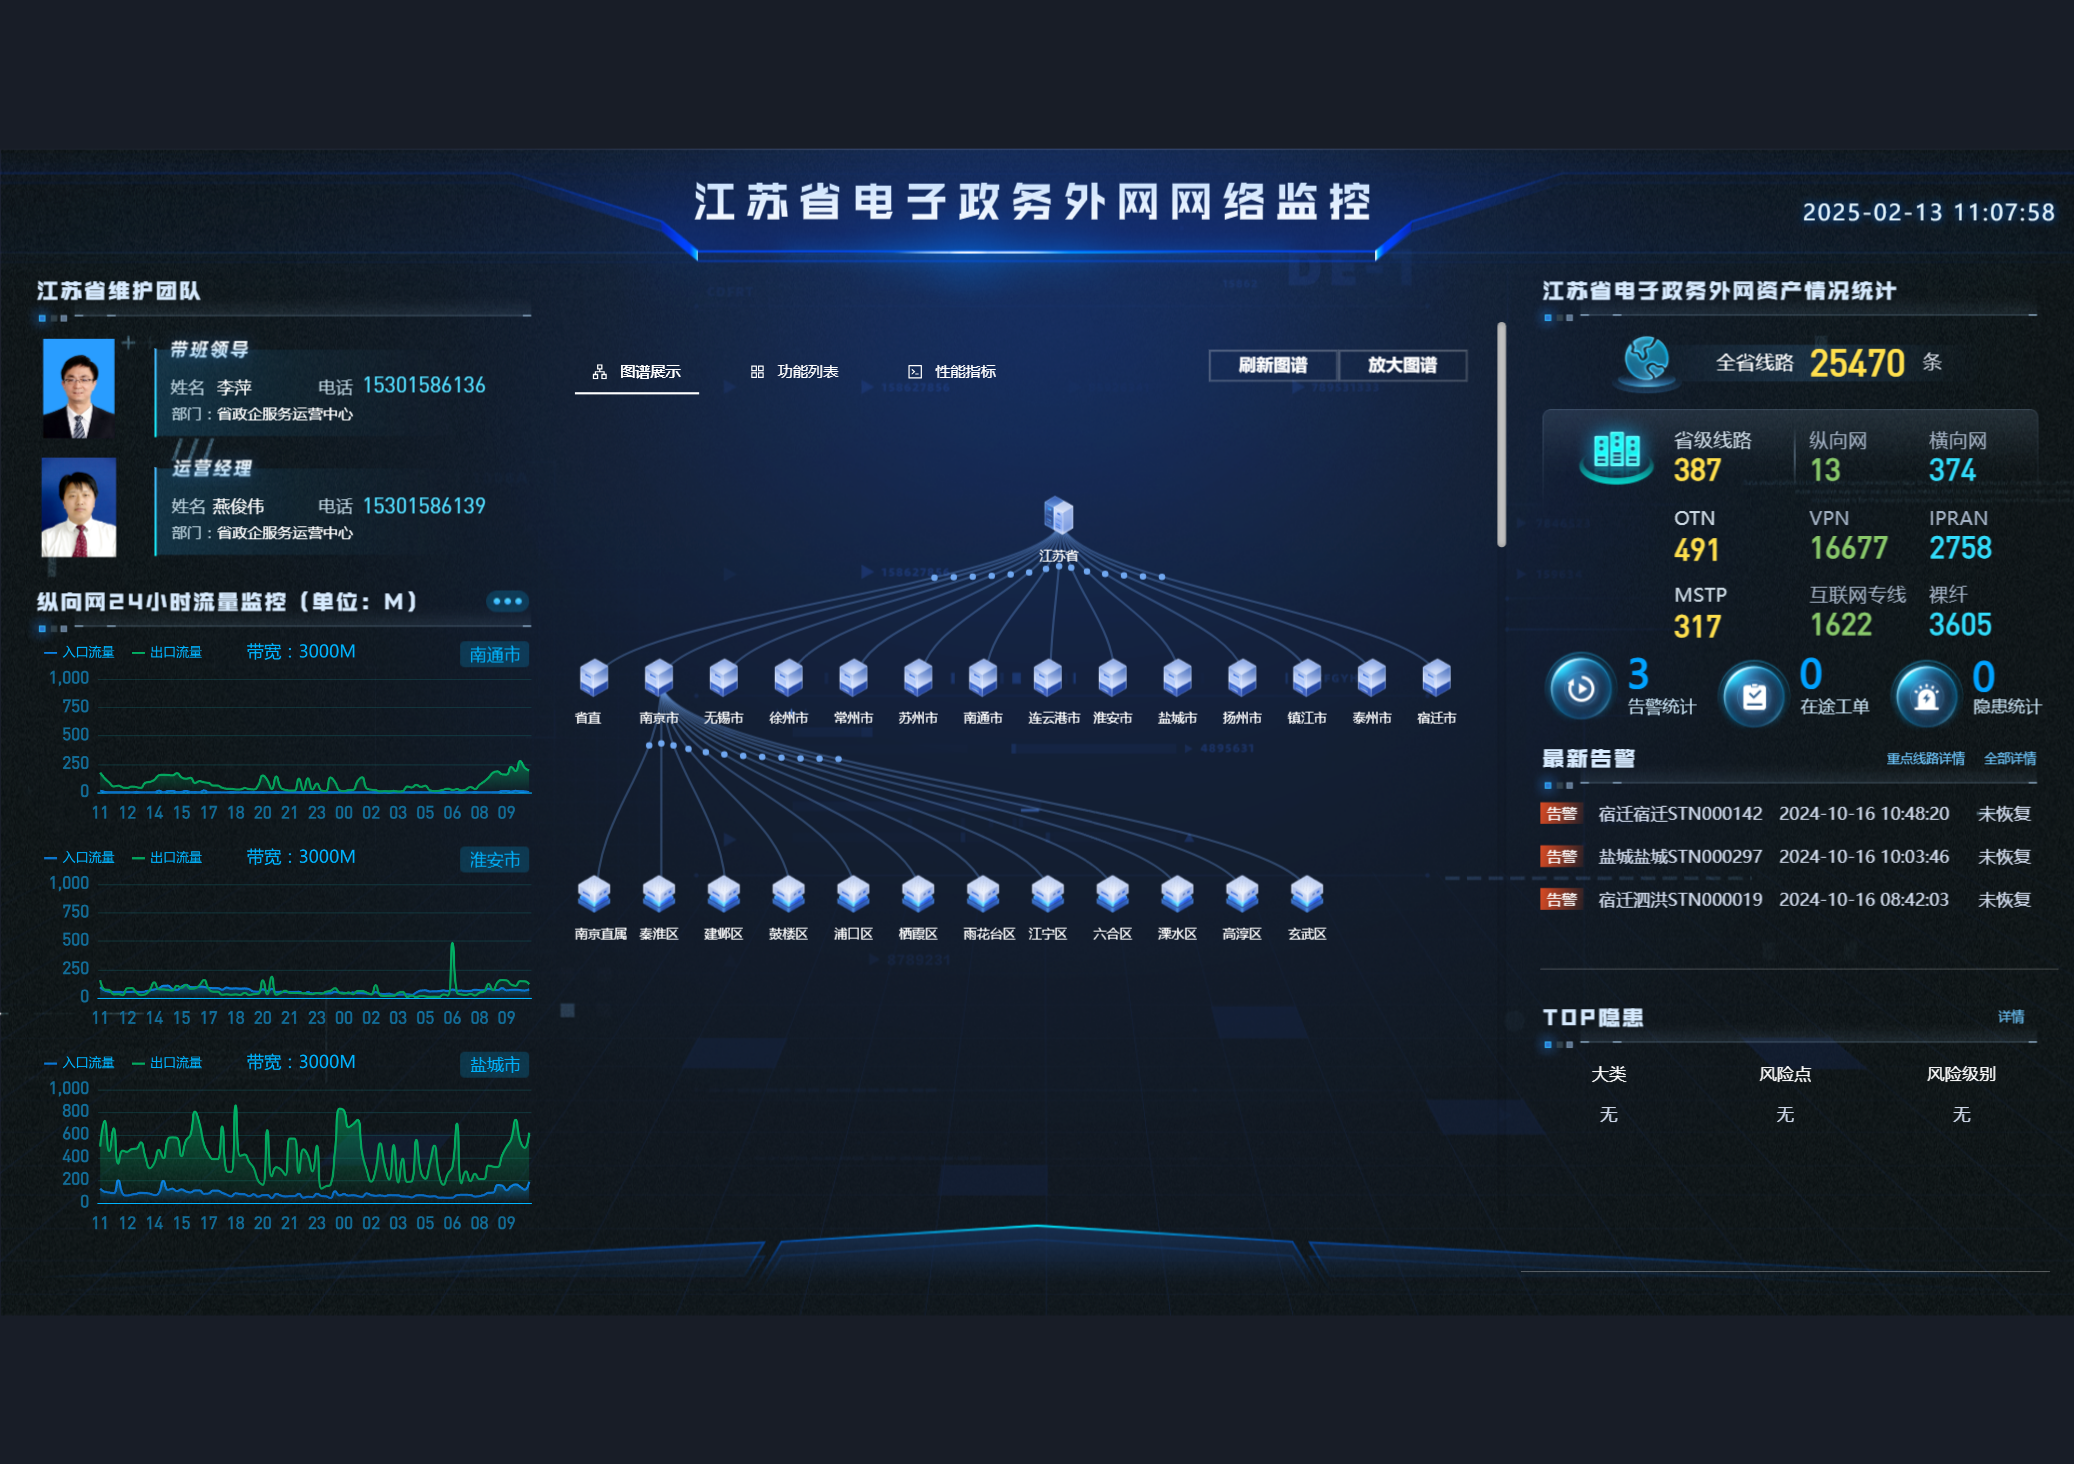 江苏省电子政务外网网络监控
2025-02-13 11:07:58
江苏省维护团队
带班领导
姓名 李萍 电话 15301586136
部门：省政企服务运营中心
运营经理
姓名 燕俊伟 电话 15301586139
部门：省政企服务运营中心
纵向网24小时流量监控（单位：M）
入口流量 出口流量 带宽：3000M 南通市
1,000
750
500
250
0
11 12 14 15 17 18 20 21 23 00 02 03 05 06 08 09
入口流量 出口流量 带宽：3000M 淮安市
1,000
750
500
250
0
11 12 14 15 17 18 20 21 23 00 02 03 05 06 08 09
入口流量 出口流量 带宽：3000M 盐城市
1,000
800
600
400
200
0
11 12 14 15 17 18 20 21 23 00 02 03 05 06 08 09
图谱展示 功能列表 性能指标
刷新图谱 放大图谱
江苏省
省直 南京市 无锡市 徐州市 常州市 苏州市 南通市 连云港市 淮安市 盐城市 扬州市 镇江市 泰州市 宿迁市
南京直属 秦淮区 建邺区 鼓楼区 浦口区 栖霞区 雨花台区 江宁区 六合区 溧水区 高淳区 玄武区
江苏省电子政务外网资产情况统计
全省线路 25470 条
省级线路 纵向网 横向网
387 13 374
OTN VPN IPRAN
491 16677 2758
MSTP 互联网专线 裸纤
317 1622 3605
3 0 0
告警统计 在途工单 隐患统计
最新告警 重点线路详情 全部详情
告警 宿迁宿迁STN000142 2024-10-16 10:48:20 未恢复
告警 盐城盐城STN000297 2024-10-16 10:03:46 未恢复
告警 宿迁泗洪STN000019 2024-10-16 08:42:03 未恢复
TOP隐患 详情
大类 风险点 风险级别
无 无 无